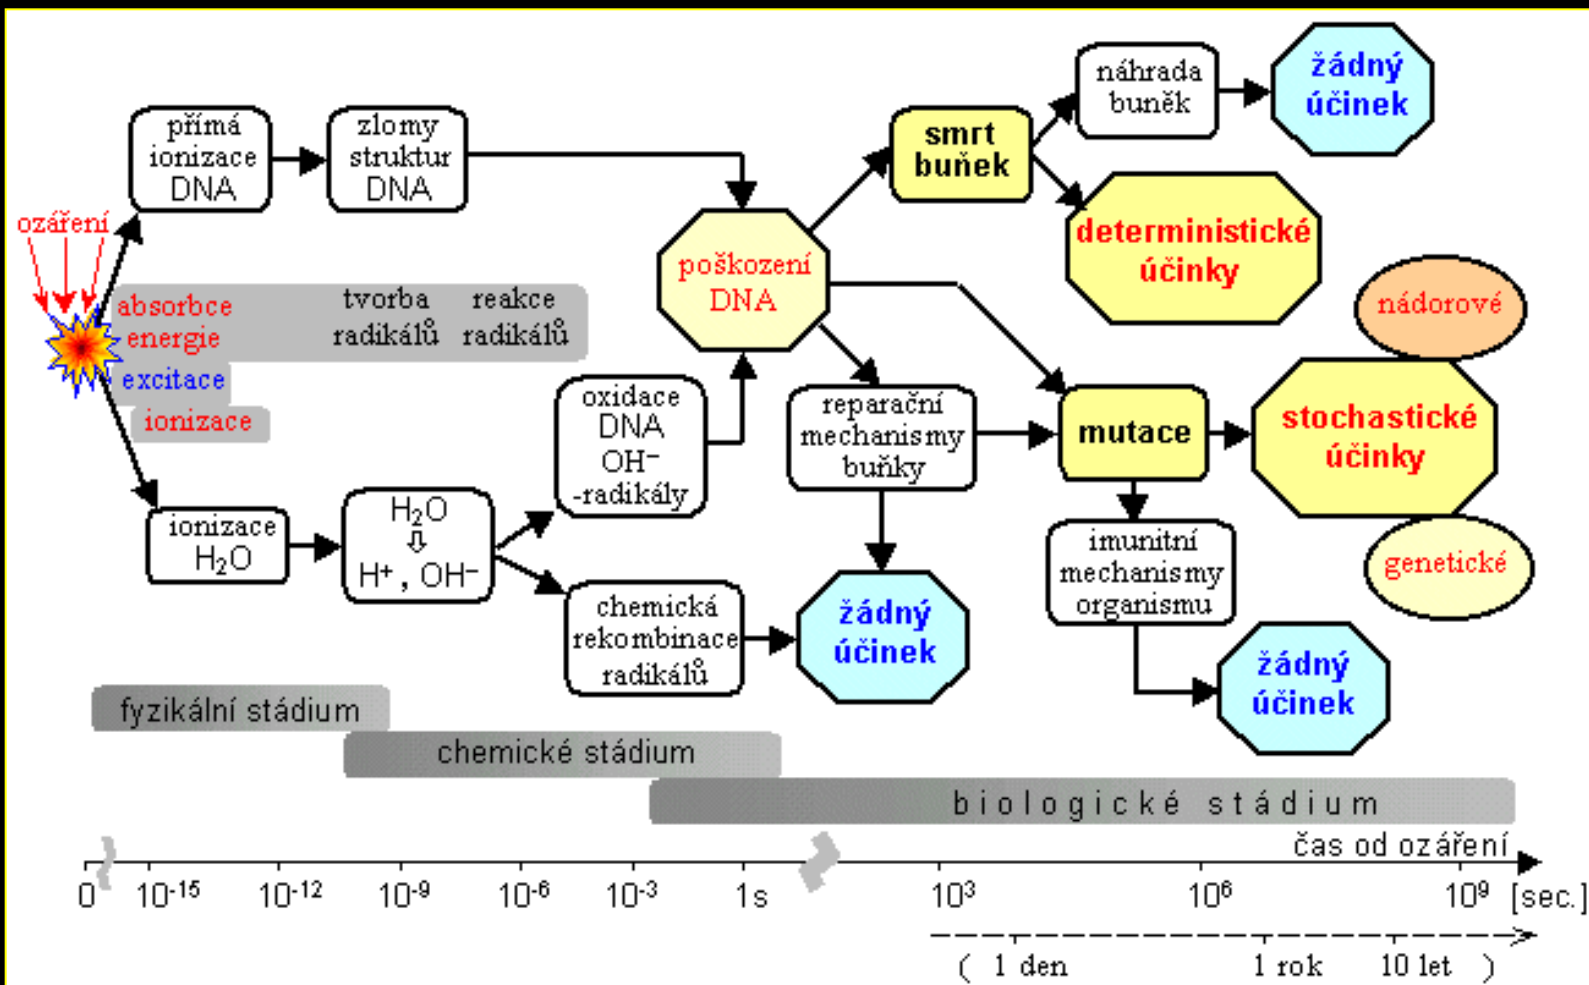 ozáření
přímá
ionizace
DNA
zlomy
struktur
DNA
absorbce
energie
tvorba
radikálů
reakce
radikálů
excitace
ionizace
ionizace
H₂O
H₂O
⇩
H⁺ , OH⁻
oxidace
DNA
OH⁻
-radikály
chemická
rekombinace
radikálů
žádný
účinek
poškození
DNA
smrt
buňek
náhrada
buněk
žádný
účinek
deterministické
účinky
reparační
mechanismy
buňky
mutace
stochastické
účinky
nádorové
genetické
imunitní
mechanismy
organismu
žádný
účinek
fyzikální stádium
chemické stádium
biologické stádium
čas od ozáření
0 10⁻¹⁵ 10⁻¹² 10⁻⁹ 10⁻⁶ 10⁻³ 1s 10³ 10⁶ 10⁹ [sec.]
( 1 den 1 rok 10 let )